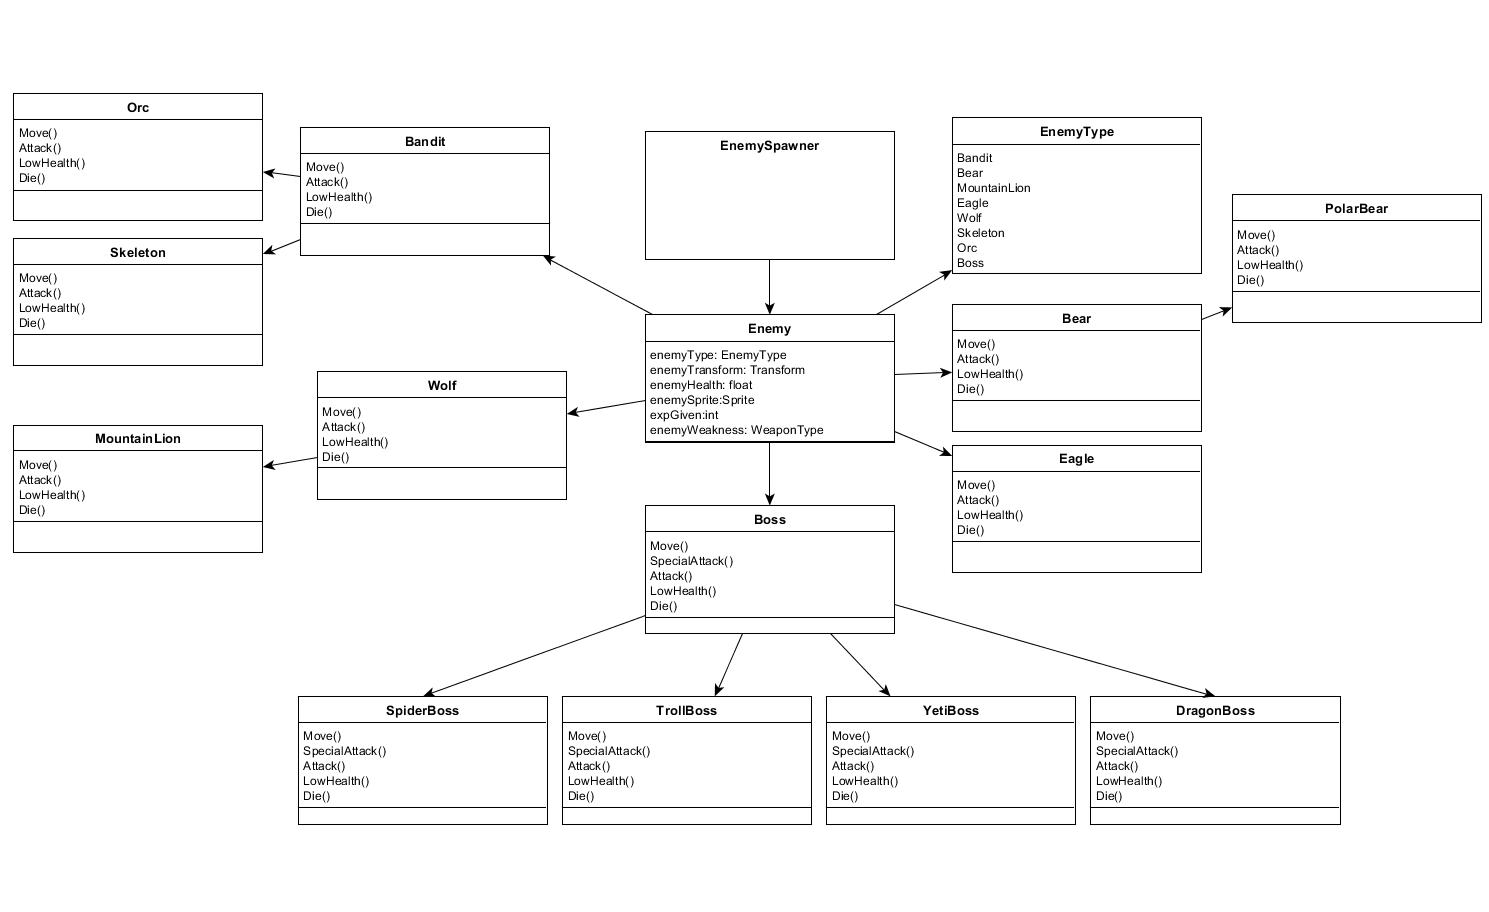 Orc
Move()
Attack()
LowHealth()
Die()
Bandit
Move()
Attack()
LowHealth()
Die()
EnemySpawner
EnemyType
Bandit
Bear
MountainLion
Eagle
Wolf
Skeleton
Orc
Boss
PolarBear
Move()
Attack()
LowHealth()
Die()
Skeleton
Move()
Attack()
LowHealth()
Die()
Enemy
enemyType: EnemyType
enemyTransform: Transform
enemyHealth: float
enemySprite:Sprite
expGiven:int
enemyWeakness: WeaponType
Bear
Move()
Attack()
LowHealth()
Die()
Wolf
Move()
Attack()
LowHealth()
Die()
MountainLion
Move()
Attack()
LowHealth()
Die()
Eagle
Move()
Attack()
LowHealth()
Die()
Boss
Move()
SpecialAttack()
Attack()
LowHealth()
Die()
SpiderBoss
Move()
SpecialAttack()
Attack()
LowHealth()
Die()
TrollBoss
Move()
SpecialAttack()
Attack()
LowHealth()
Die()
YetiBoss
Move()
SpecialAttack()
Attack()
LowHealth()
Die()
DragonBoss
Move()
SpecialAttack()
Attack()
LowHealth()
Die()